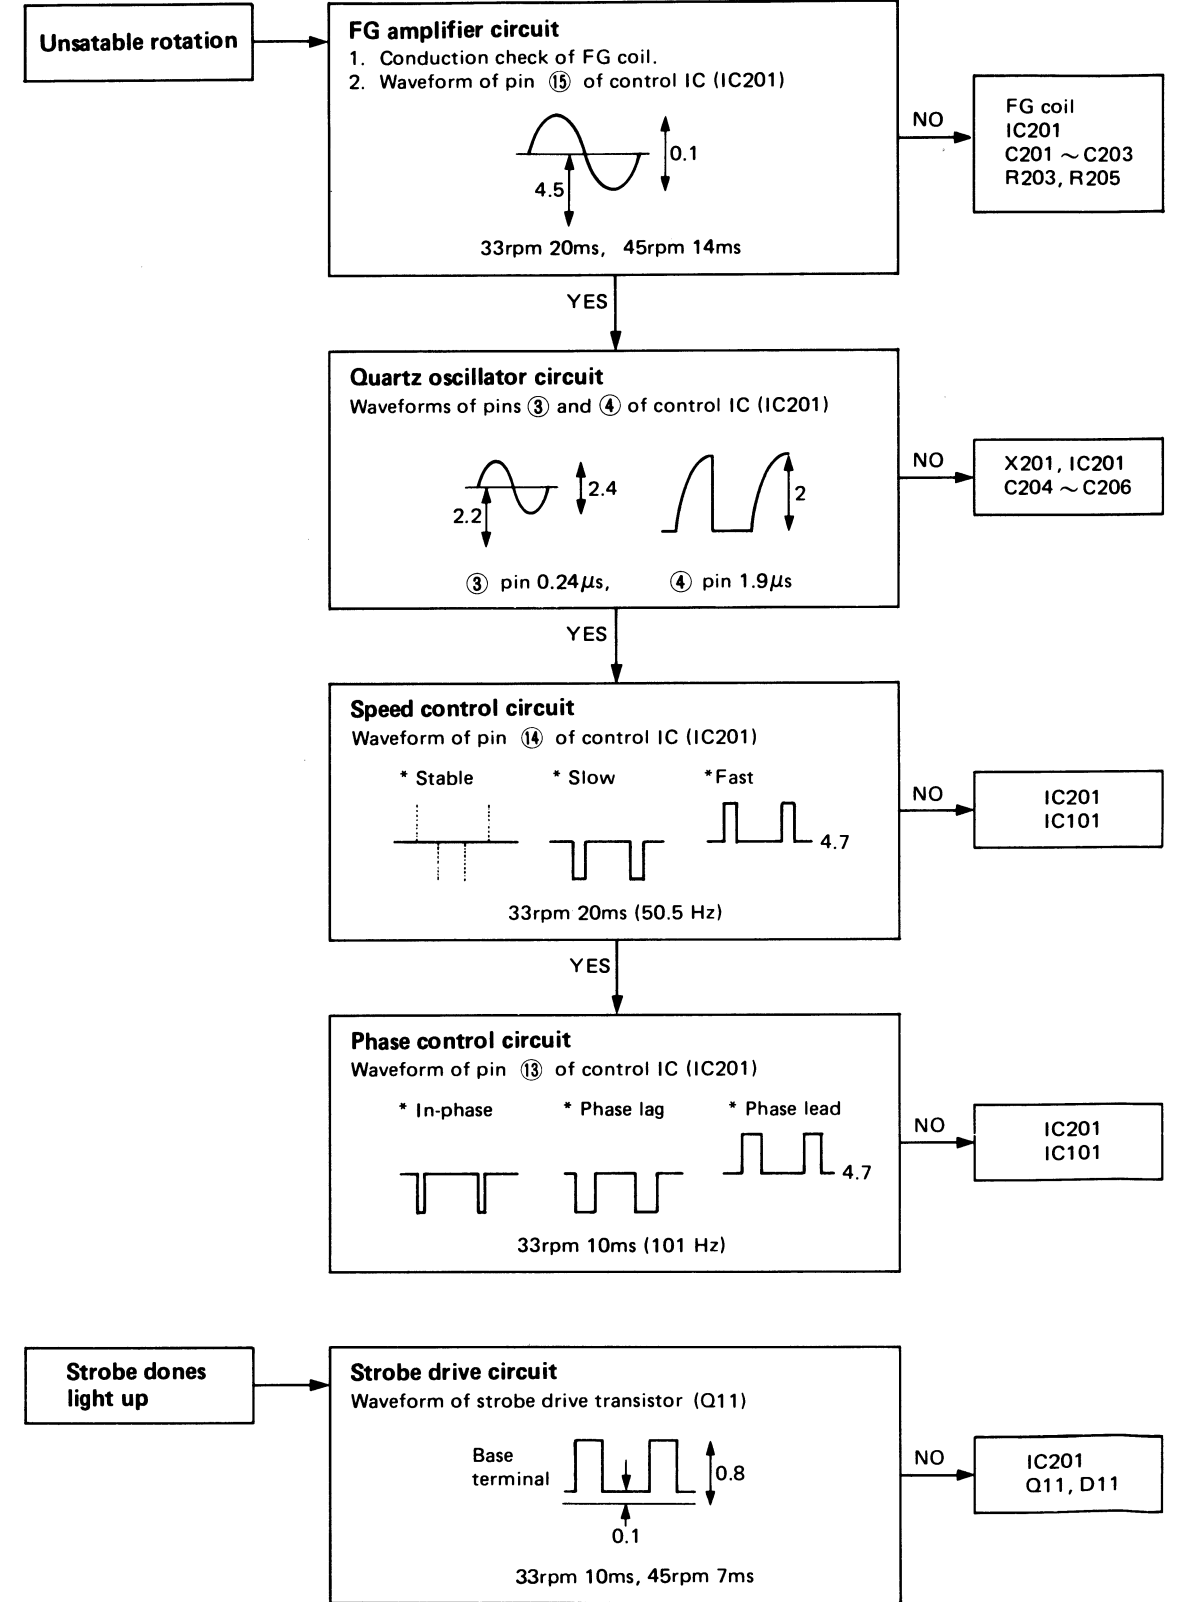 Unsatable rotation
FG amplifier circuit
1. Conduction check of FG coil.
2. Waveform of pin ⑮ of control IC (IC201)
0.1
4.5
33rpm 20ms, 45rpm 14ms
NO
FG coil
IC201
C201 ~ C203
R203, R205
YES
Quartz oscillator circuit
Waveforms of pins ③ and ④ of control IC (IC201)
2.4
2.2
2
③ pin 0.24μs, ④ pin 1.9μs
NO
X201, IC201
C204 ~ C206
YES
Speed control circuit
Waveform of pin ⑭ of control IC (IC201)
* Stable * Slow * Fast
4.7
33rpm 20ms (50.5 Hz)
NO
IC201
IC101
YES
Phase control circuit
Waveform of pin ⑬ of control IC (IC201)
* In-phase * Phase lag * Phase lead
4.7
33rpm 10ms (101 Hz)
NO
IC201
IC101
Strobe dones
light up
Strobe drive circuit
Waveform of strobe drive transistor (Q11)
Base
terminal
0.8
0.1
33rpm 10ms, 45rpm 7ms
NO
IC201
Q11, D11